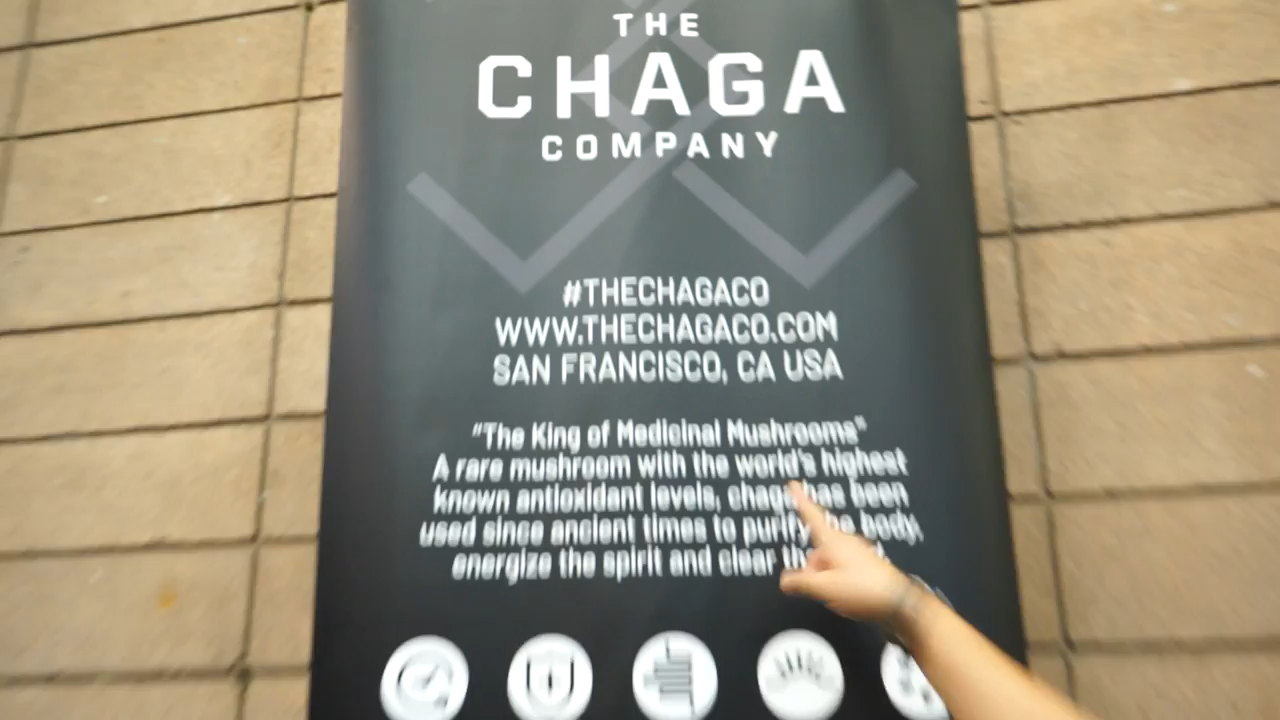 THE
CHAGA
COMPANY
#THECHAGACO
WWW.THECHAGACO.COM
SAN FRANCISCO, CA USA
"The King of Medicinal Mushrooms"
A rare mushroom with the world's highest
known antioxidant levels, chaga has been
used since ancient times to purify the body,
energize the spirit and clear